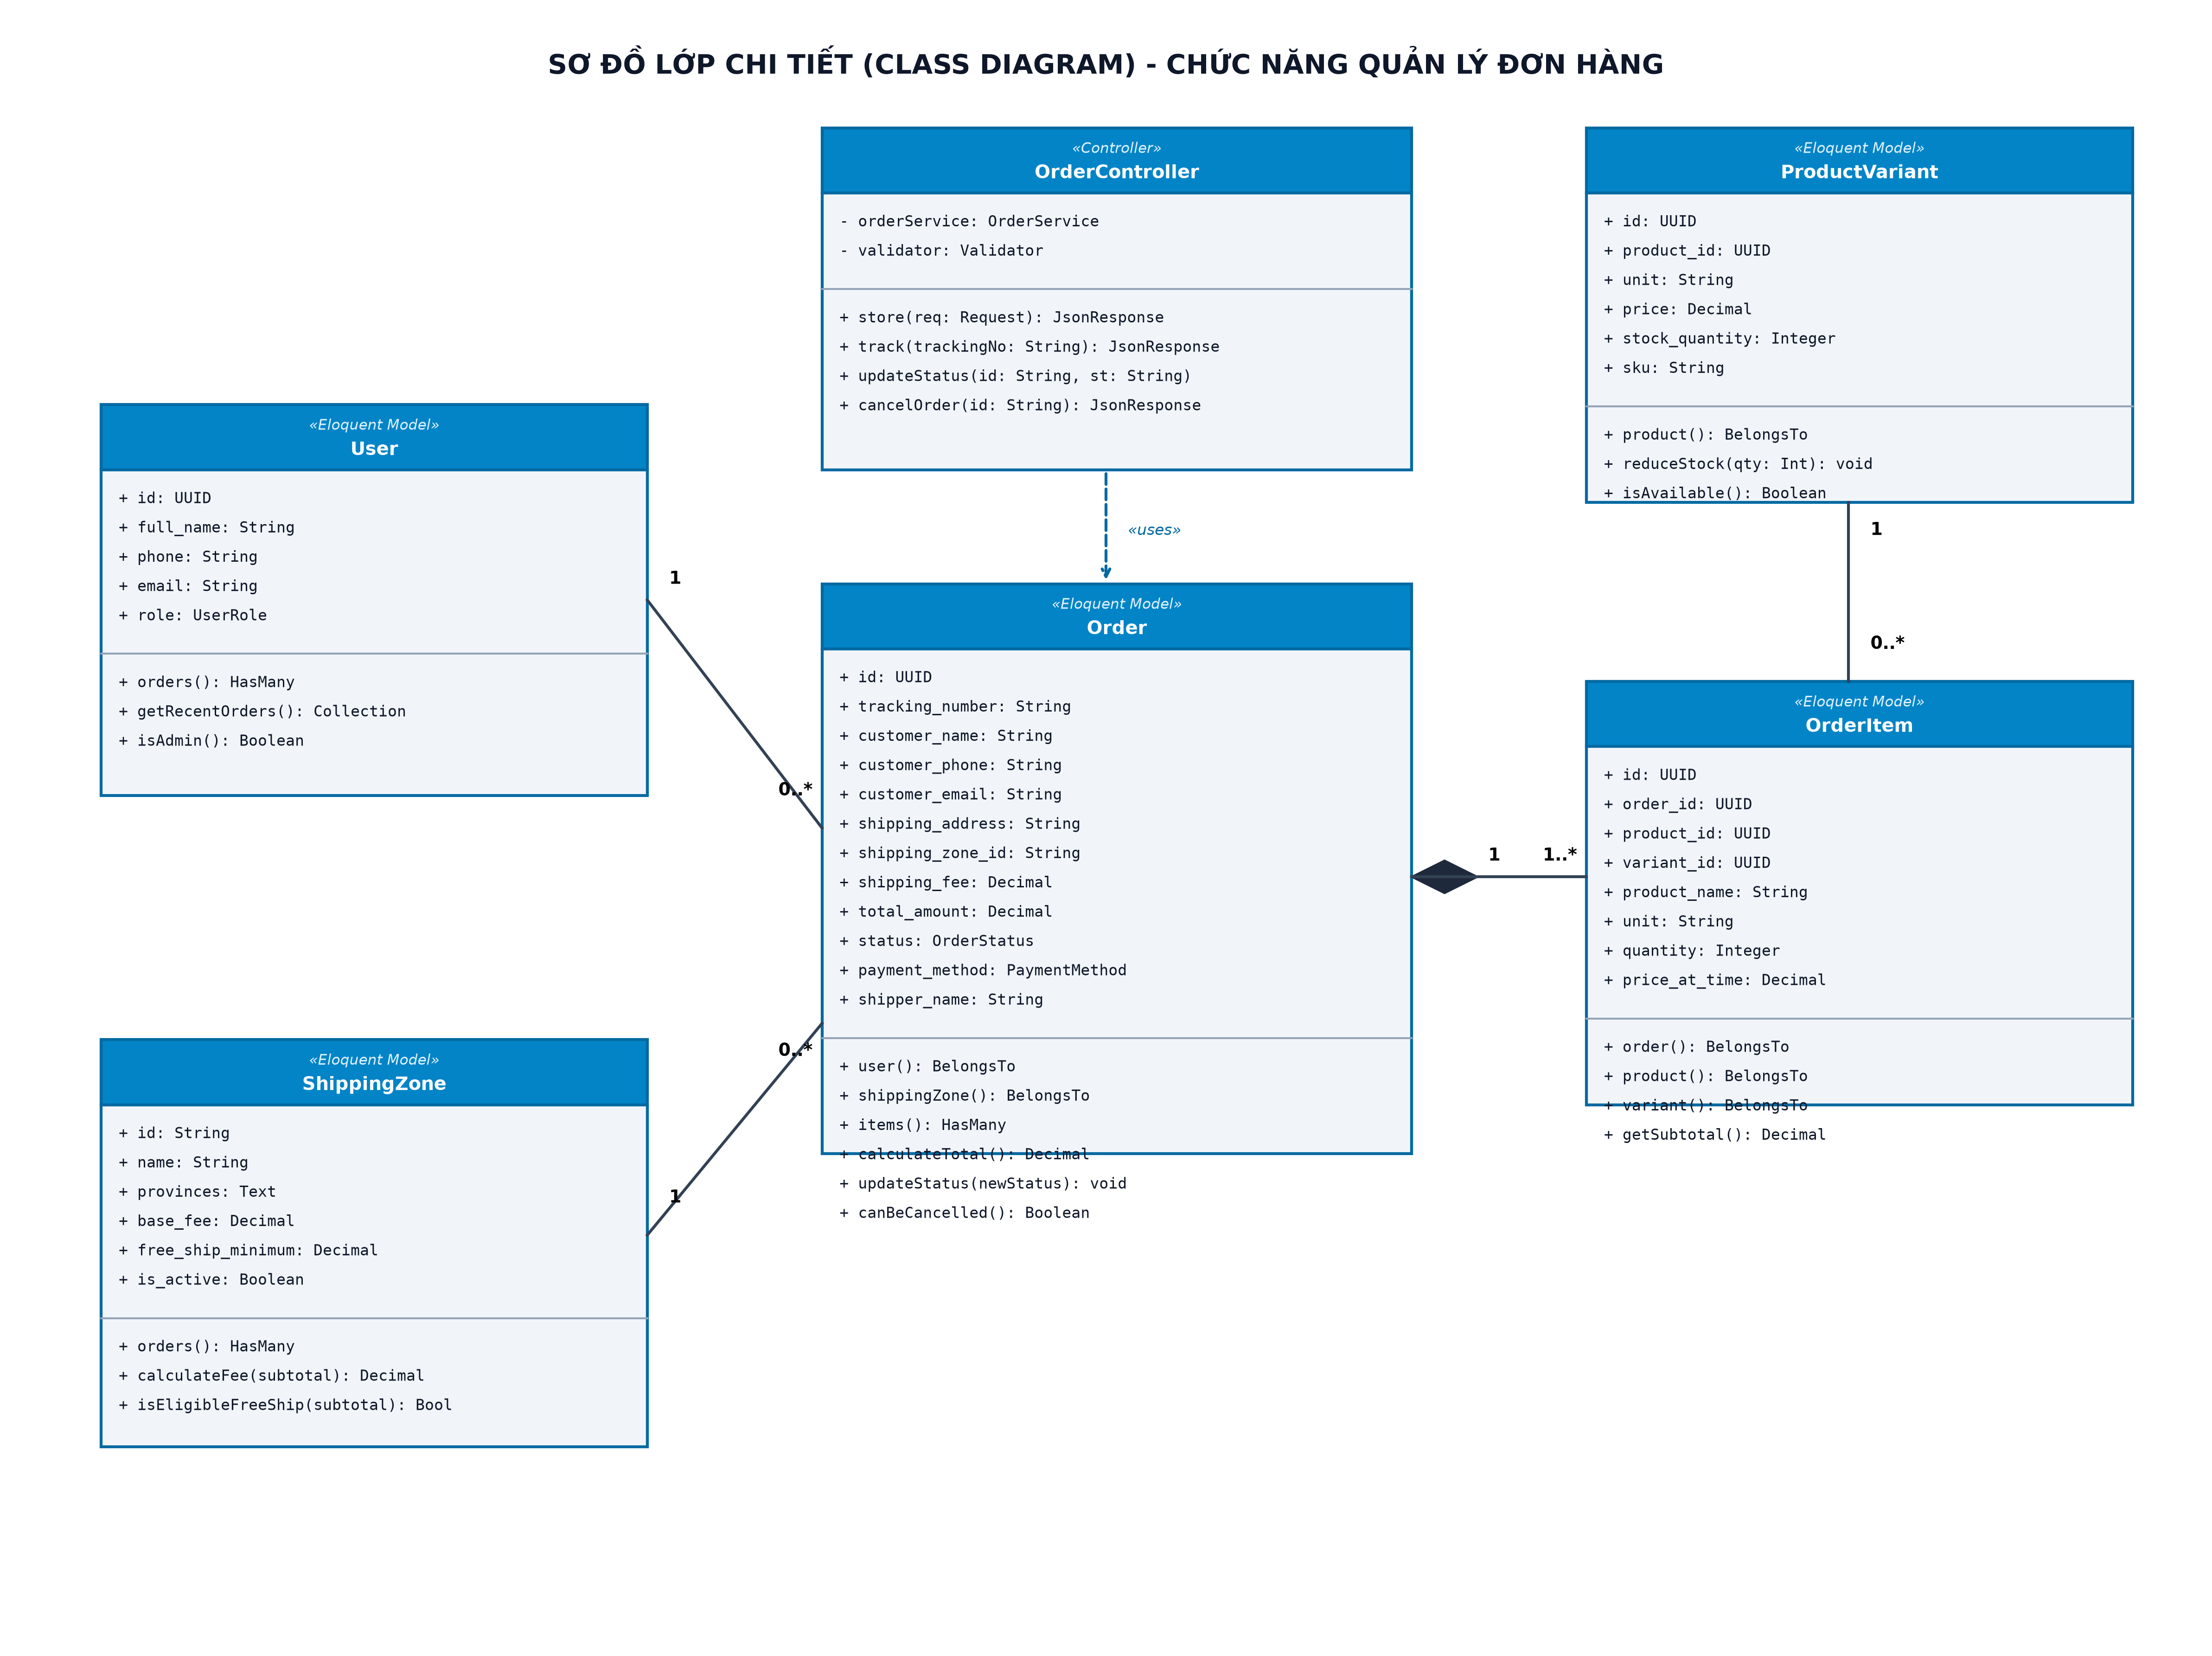 SƠ ĐỒ LỚP CHI TIẾT (CLASS DIAGRAM) - CHỨC NĂNG QUẢN LÝ ĐƠN HÀNG
«Controller»
OrderController
- orderService: OrderService
- validator: Validator
+ store(req: Request): JsonResponse
+ track(trackingNo: String): JsonResponse
+ updateStatus(id: String, st: String)
+ cancelOrder(id: String): JsonResponse
«uses»
«Eloquent Model»
ProductVariant
+ id: UUID
+ product_id: UUID
+ unit: String
+ price: Decimal
+ stock_quantity: Integer
+ sku: String
+ product(): BelongsTo
+ reduceStock(qty: Int): void
+ isAvailable(): Boolean
1
0..*
«Eloquent Model»
User
+ id: UUID
+ full_name: String
+ phone: String
+ email: String
+ role: UserRole
+ orders(): HasMany
+ getRecentOrders(): Collection
+ isAdmin(): Boolean
1
0..*
«Eloquent Model»
Order
+ id: UUID
+ tracking_number: String
+ customer_name: String
+ customer_phone: String
+ customer_email: String
+ shipping_address: String
+ shipping_zone_id: String
+ shipping_fee: Decimal
+ total_amount: Decimal
+ status: OrderStatus
+ payment_method: PaymentMethod
+ shipper_name: String
+ user(): BelongsTo
+ shippingZone(): BelongsTo
+ items(): HasMany
+ calculateTotal(): Decimal
+ updateStatus(newStatus): void
+ canBeCancelled(): Boolean
1 1..*
«Eloquent Model»
OrderItem
+ id: UUID
+ order_id: UUID
+ product_id: UUID
+ variant_id: UUID
+ product_name: String
+ unit: String
+ quantity: Integer
+ price_at_time: Decimal
+ order(): BelongsTo
+ product(): BelongsTo
+ variant(): BelongsTo
+ getSubtotal(): Decimal
0..*
1
«Eloquent Model»
ShippingZone
+ id: String
+ name: String
+ provinces: Text
+ base_fee: Decimal
+ free_ship_minimum: Decimal
+ is_active: Boolean
+ orders(): HasMany
+ calculateFee(subtotal): Decimal
+ isEligibleFreeShip(subtotal): Bool